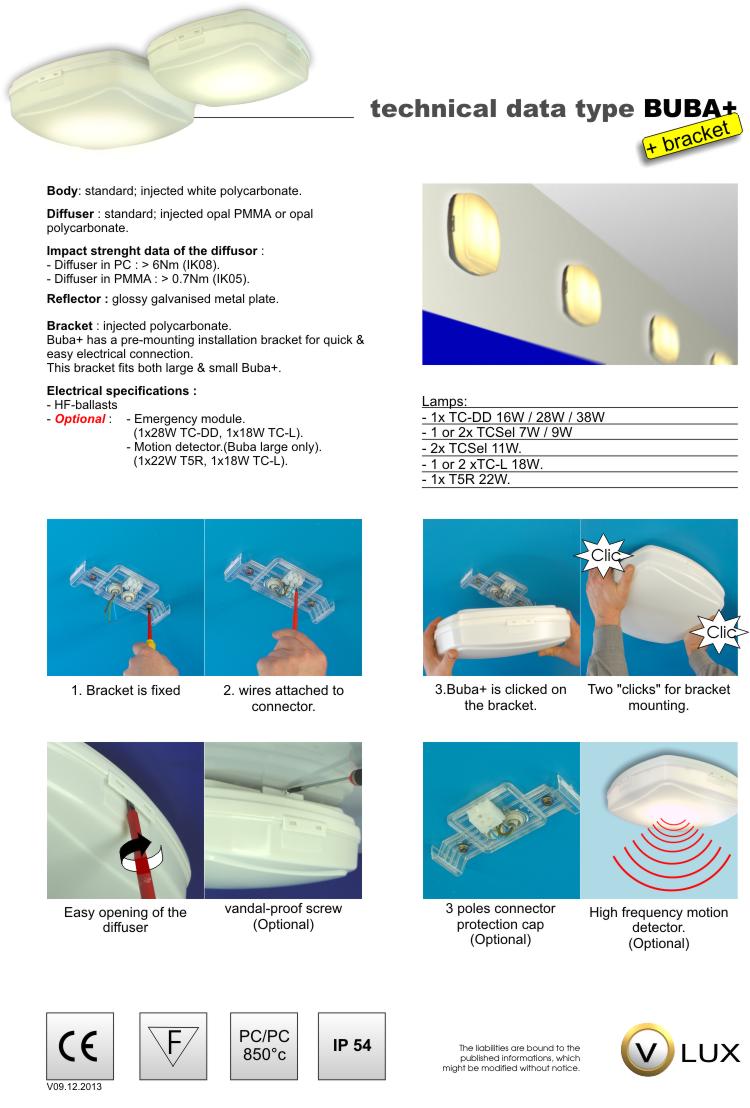 technical data type BUBA+
+ bracket
Body: standard; injected white polycarbonate.
Diffuser : standard; injected opal PMMA or opal
polycarbonate.
Impact strenght data of the diffusor :
- Diffuser in PC : > 6Nm (IK08).
- Diffuser in PMMA : > 0.7Nm (IK05).
Reflector : glossy galvanised metal plate.
Bracket : injected polycarbonate.
Buba+ has a pre-mounting installation bracket for quick &
easy electrical connection.
This bracket fits both large & small Buba+.
Electrical specifications :
- HF-ballasts
- Optional : - Emergency module.
(1x28W TC-DD, 1x18W TC-L).
- Motion detector.(Buba large only).
(1x22W T5R, 1x18W TC-L).
Lamps:
- 1x TC-DD 16W / 28W / 38W
- 1 or 2x TCSel 7W / 9W
- 2x TCSel 11W.
- 1 or 2 xTC-L 18W.
- 1x T5R 22W.
Clic
Clic
1. Bracket is fixed
2. wires attached to
connector.
3.Buba+ is clicked on
the bracket.
Two "clicks" for bracket
mounting.
Easy opening of the
diffuser
vandal-proof screw
(Optional)
3 poles connector
protection cap
(Optional)
High frequency motion
detector.
(Optional)
CE
F
PC/PC
850°c
IP 54
V09.12.2013
The liabilities are bound to the
published informations, which
might be modified without notice.
V LUX